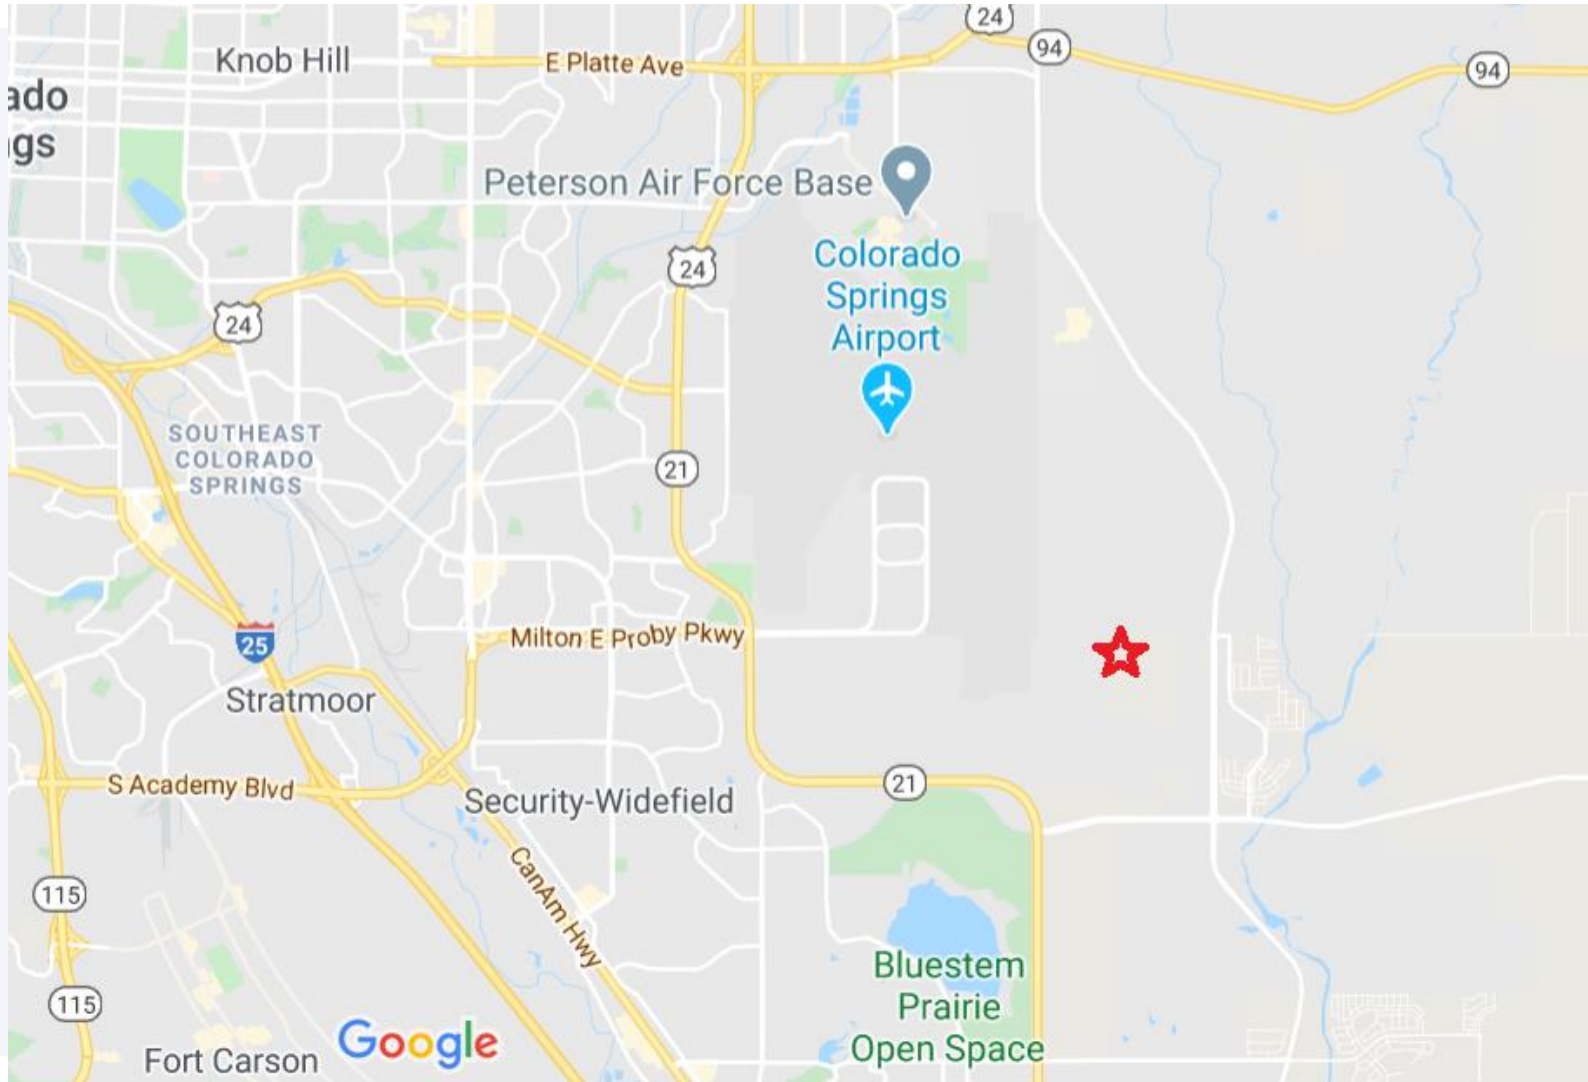 24
94
94
Knob Hill
E Platte Ave
ado
gs
Peterson Air Force Base
Colorado
Springs
Airport
24
24
SOUTHEAST
COLORADO
SPRINGS
21
25
Milton E Proby Pkwy
Stratmoor
S Academy Blvd
Security-Widefield
21
CanAm Hwy
115
115
Bluestem
Prairie
Open Space
Google
Fort Carson